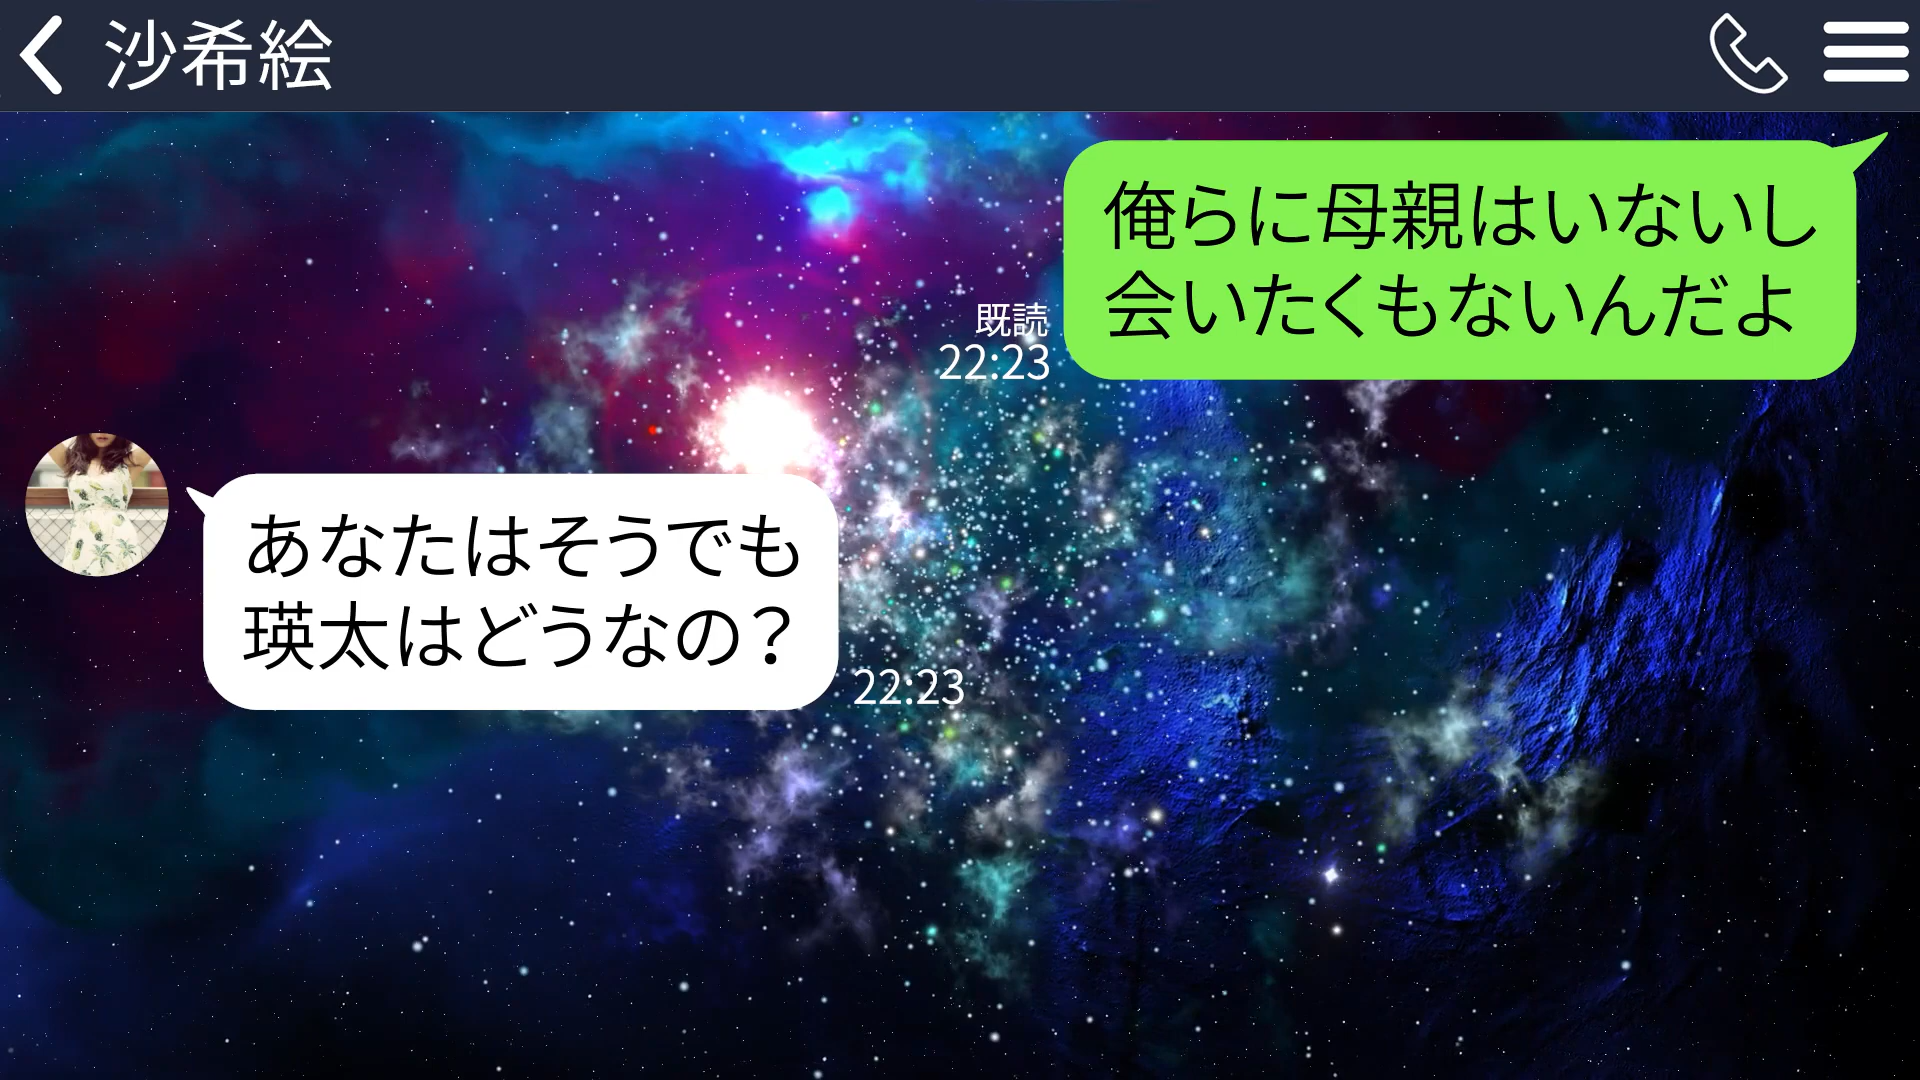 沙希絵
俺らに母親はいないし
会いたくもないんだよ
既読
22:23
あなたはそうでも
瑛太はどうなの？
22:23